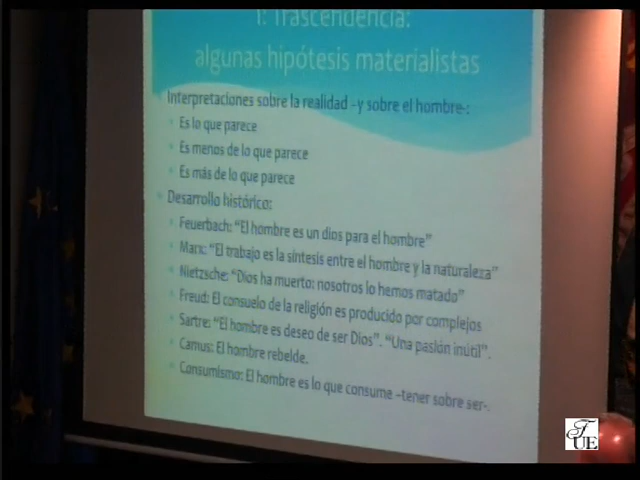 1: Trascendencia:
algunas hipótesis materialistas
Interpretaciones sobre la realidad -y sobre el hombre-:
Es lo que parece
Es menos de lo que parece
Es más de lo que parece
Desarrollo histórico:
Feuerbach: "El hombre es un dios para el hombre"
Marx: "El trabajo es la síntesis entre el hombre y la naturaleza"
Nietzsche: "Dios ha muerto: nosotros lo hemos matado"
Freud: El consuelo de la religión es producido por complejos
Sartre: "El hombre es deseo de ser Dios". "Una pasión inútil".
Camus: El hombre rebelde.
Consumismo: El hombre es lo que consume –tener sobre ser-.
UE